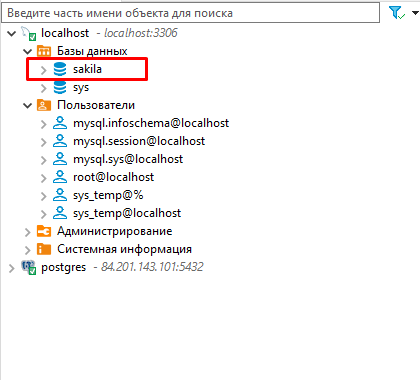 Введите часть имени объекта для поиска
localhost - localhost:3306
Базы данных
sakila
sys
Пользователи
mysql.infoschema@localhost
mysql.session@localhost
mysql.sys@localhost
root@localhost
sys_temp@%
sys_temp@localhost
Администрирование
Системная информация
postgres - 84.201.143.101:5432